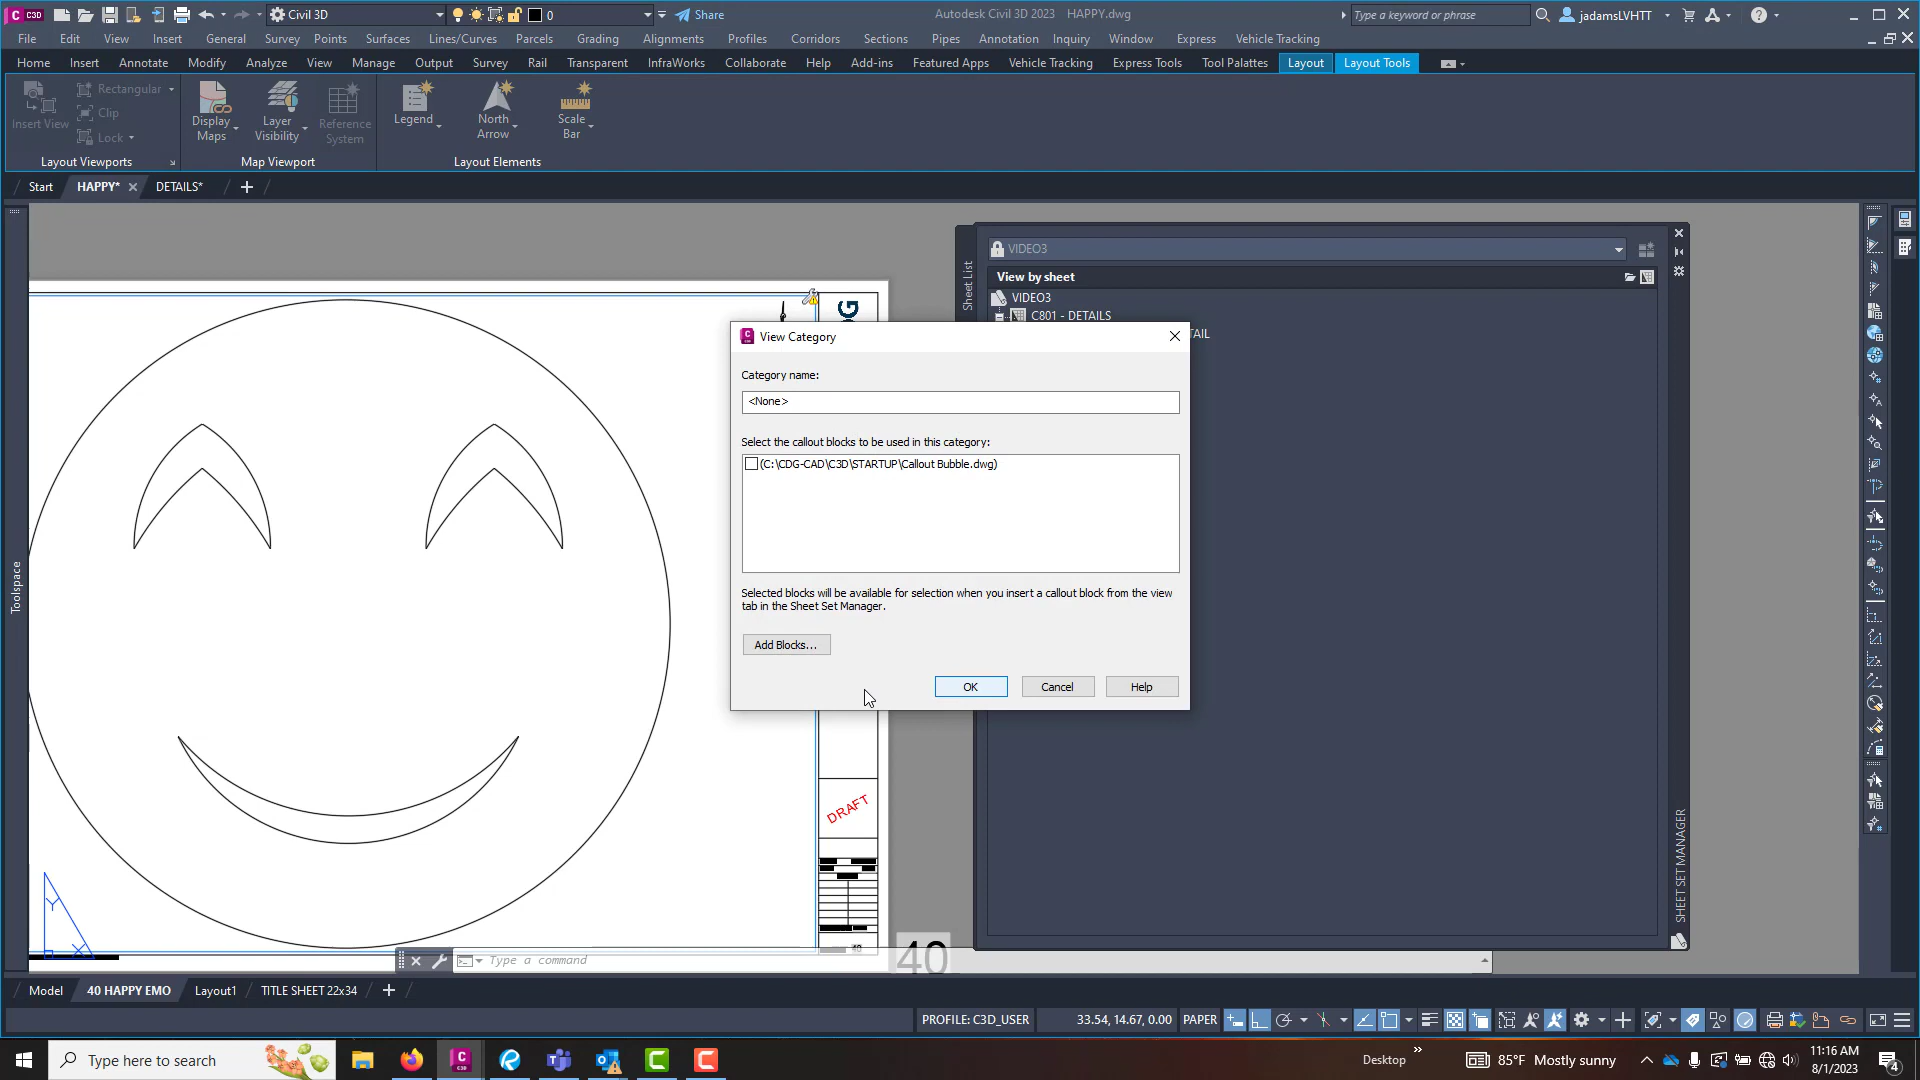 C3D
Civil 3D
0
Share
Autodesk Civil 3D 2023 HAPPY.dwg
Type a keyword or phrase
jadamsLVHTT
File Edit View Insert General Survey Points Surfaces Lines/Curves Parcels Grading Alignments Profiles Corridors Sections Pipes Annotation Inquiry Window Express Vehicle Tracking
Home Insert Annotate Modify Analyze View Manage Output Survey Rail Transparent InfraWorks Collaborate Help Add-ins Featured Apps Vehicle Tracking Express Tools Tool Palettes Layout Layout Tools
Insert View
Rectangular
Clip
Lock
Display Maps
Layer Visibility
Reference System
Legend
North Arrow
Scale Bar
Layout Viewports
Map Viewport
Layout Elements
Start
HAPPY*
DETAILS*
Toolspace
Sheet List
VIDEO3
View by sheet
VIDEO3
C801 - DETAILS
TAIL
SHEET SET MANAGER
View Category
Category name:
<None>
Select the callout blocks to be used in this category:
(C:\CDG-CAD\C3D\STARTUP\Callout Bubble.dwg)
Selected blocks will be available for selection when you insert a callout block from the view
tab in the Sheet Set Manager.
Add Blocks...
OK
Cancel
Help
G
DRAFT
Y
X
40
40
Type a command
Model
40 HAPPY EMO
Layout1
TITLE SHEET 22x34
PROFILE: C3D_USER
33.54, 14.67, 0.00
PAPER
Type here to search
Desktop
85°F Mostly sunny
11:16 AM
8/1/2023
4